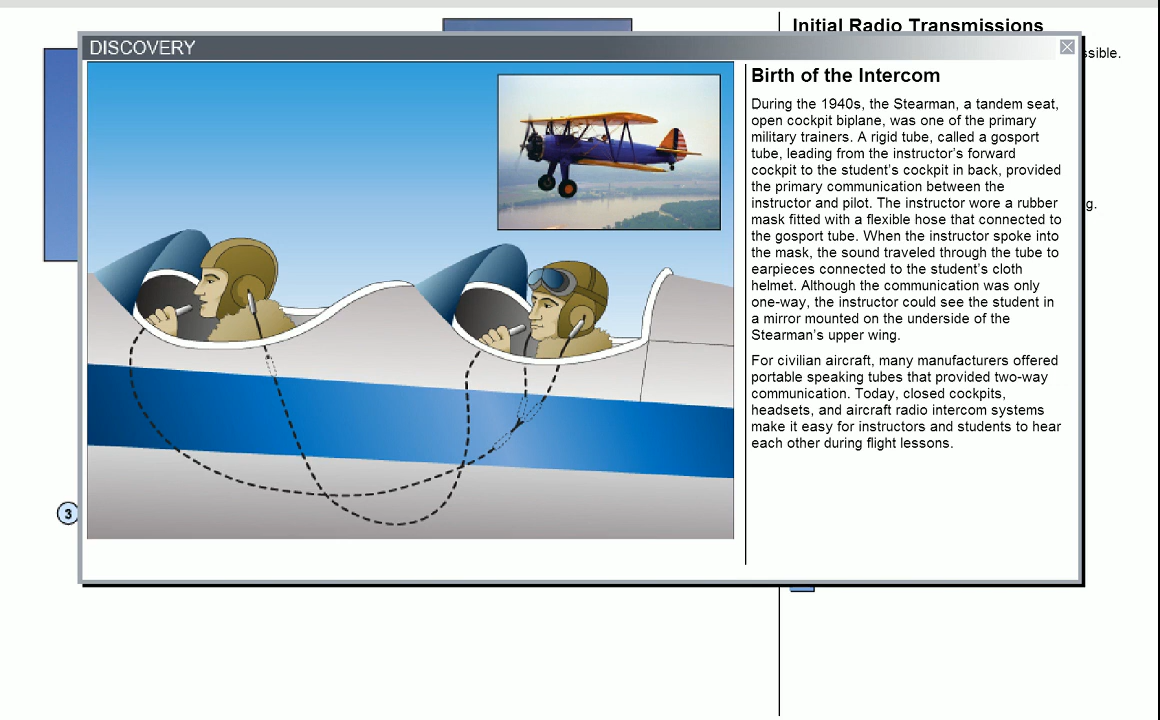 Initial Radio Transmissions
DISCOVERY
ssible.
Birth of the Intercom
During the 1940s, the Stearman, a tandem seat,
open cockpit biplane, was one of the primary
military trainers. A rigid tube, called a gosport
tube, leading from the instructor's forward
cockpit to the student's cockpit in back, provided
the primary communication between the
instructor and pilot. The instructor wore a rubber
mask fitted with a flexible hose that connected to
the gosport tube. When the instructor spoke into
the mask, the sound traveled through the tube to
earpieces connected to the student's cloth
helmet. Although the communication was only
one-way, the instructor could see the student in
a mirror mounted on the underside of the
Stearman's upper wing.
For civilian aircraft, many manufacturers offered
portable speaking tubes that provided two-way
communication. Today, closed cockpits,
headsets, and aircraft radio intercom systems
make it easy for instructors and students to hear
each other during flight lessons.
g.
3